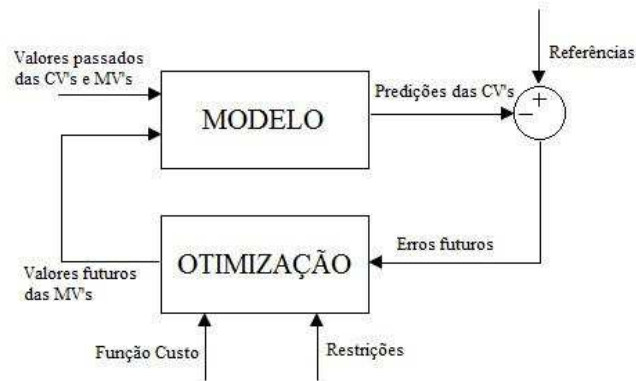 Valores passados
das CV's e MV's
Referências
Predições das CV's
+
−
MODELO
Erros futuros
OTIMIZAÇÃO
Valores futuros
das MV's
Função Custo
Restrições